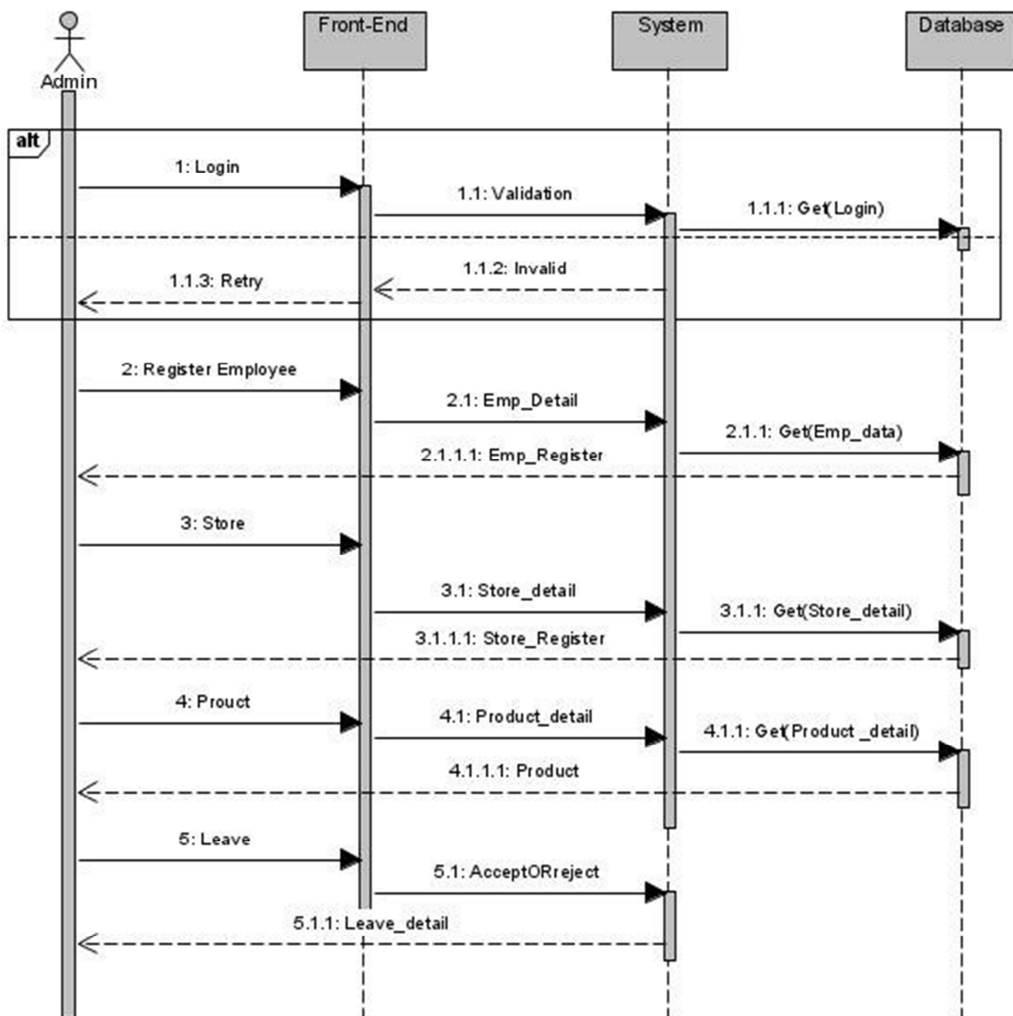 Front-End
System
Database
Admin
alt
1: Login
1.1: Validation
1.1.1: Get(Login)
1.1.2: Invalid
1.1.3: Retry
2: Register Employee
2.1: Emp_Detail
2.1.1: Get(Emp_data)
2.1.1.1: Emp_Register
3: Store
3.1: Store_detail
3.1.1: Get(Store_detail)
3.1.1.1: Store_Register
4: Prouct
4.1: Product_detail
4.1.1: Get(Product _detail)
4.1.1.1: Product
5: Leave
5.1: AcceptORreject
5.1.1: Leave_detail